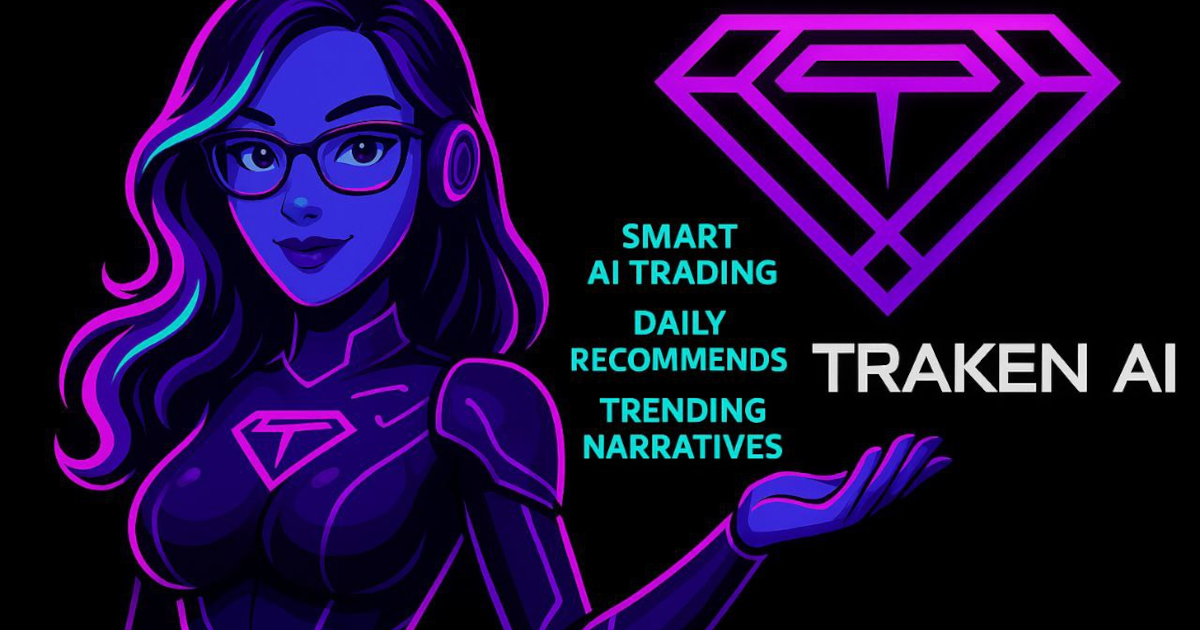 SMART
AI TRADING
DAILY
RECOMMENDS
TRENDING
NARRATIVES
T
TRAKEN AI
T